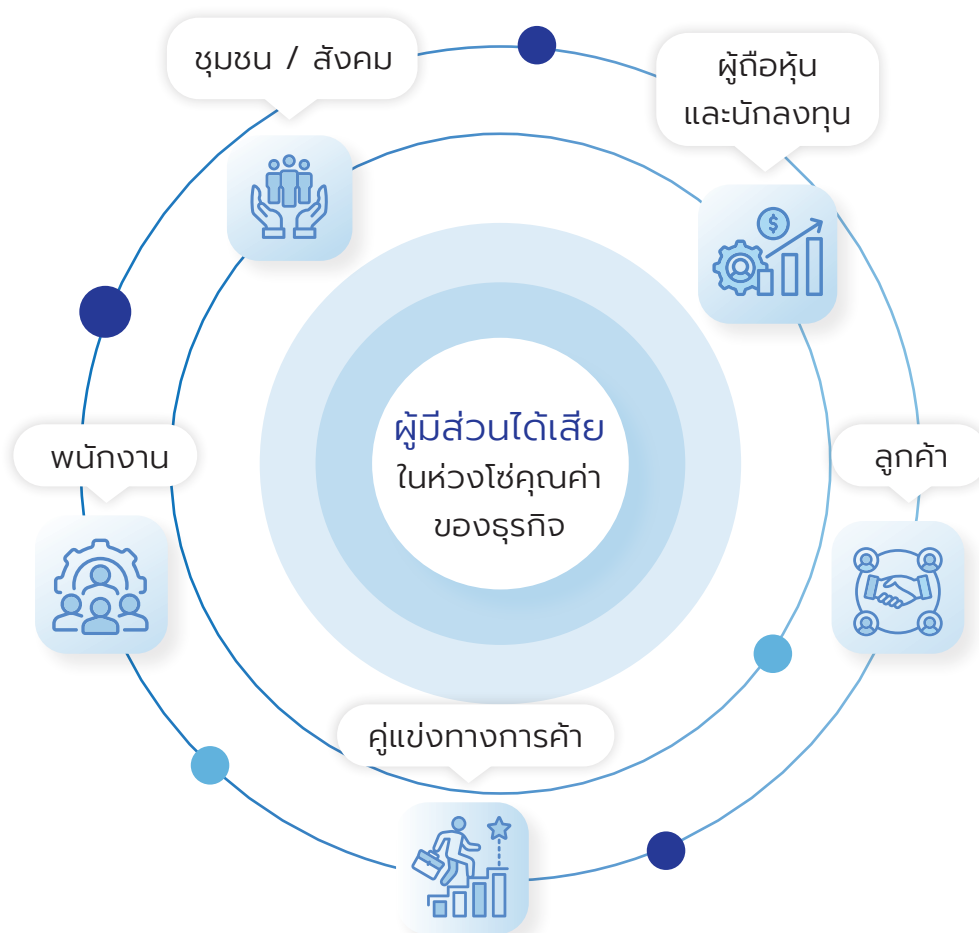 ชุมชน / สังคม
ผู้ถือหุ้น
และนักลงทุน
ผู้มีส่วนได้เสีย
ในห่วงโซ่คุณค่า
ของธุรกิจ
พนักงาน
ลูกค้า
คู่แข่งทางการค้า
$